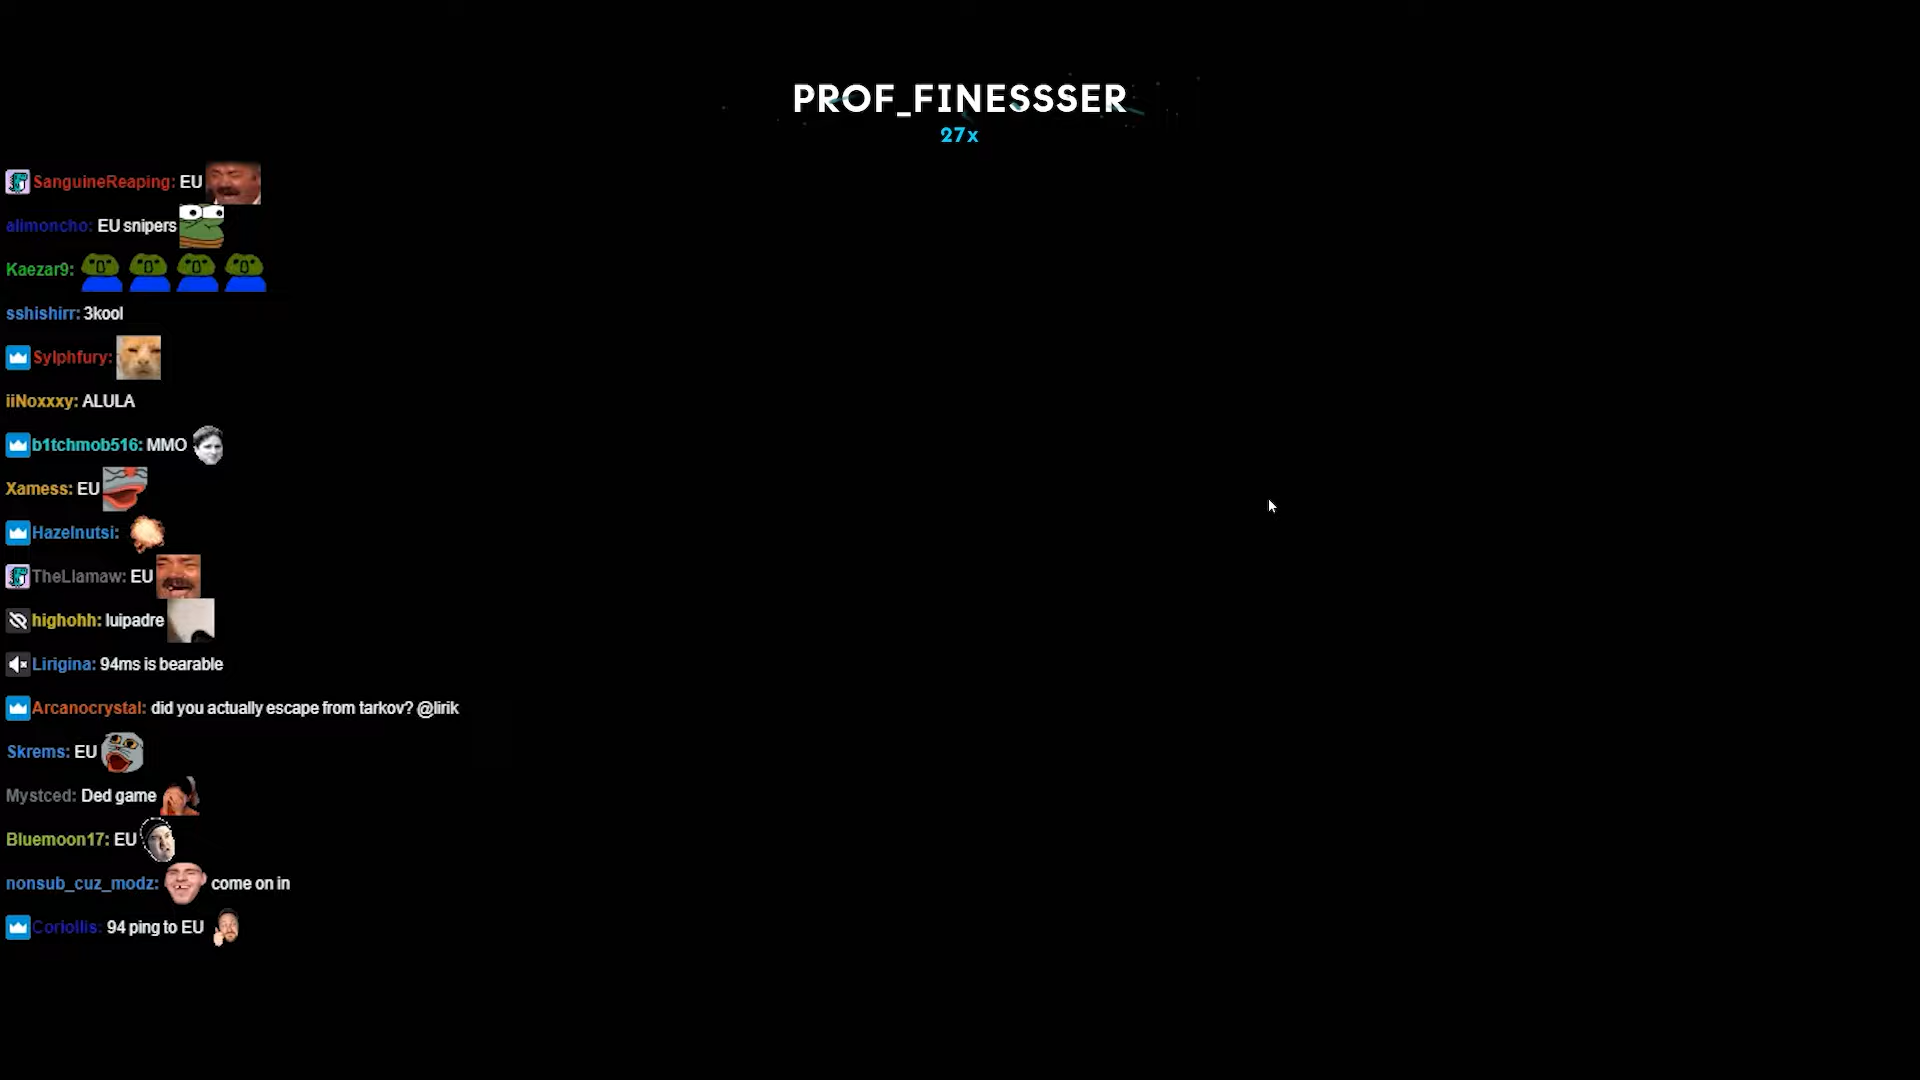 PROF_FINESSSER
27x
SanguineReaping: EU
alimoncho: EU snipers
Kaezar9:
sshishirr: 3kool
Sylphfury:
iiNoxxxy: ALULA
b1tchmob516: MMO
Xamess: EU
Hazelnutsi:
TheLlamaw: EU
highohh: luipadre
Lirigina: 94ms is bearable
Arcanocrystal: did you actually escape from tarkov? @lirik
Skrems: EU
Mystced: Ded game
Bluemoon17: EU
nonsub_cuz_modz: come on in
Coriollis: 94 ping to EU